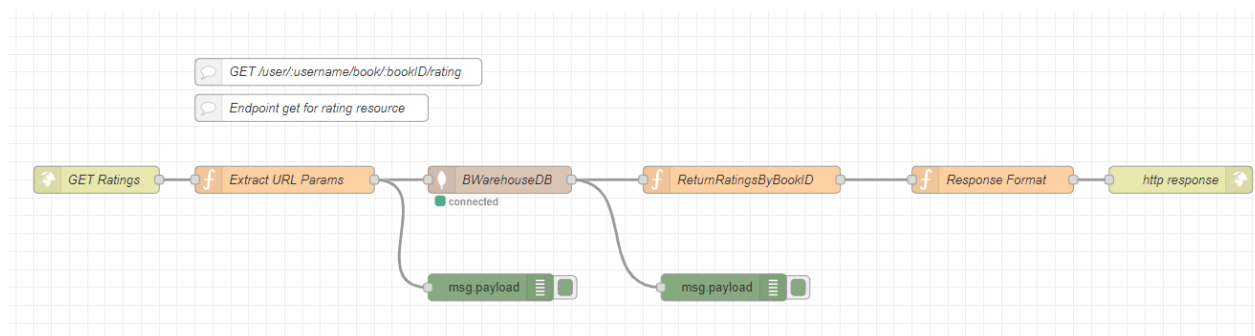 GET /user/:username/book/:bookID/rating
Endpoint get for rating resource
GET Ratings
Extract URL Params
BWarehouseDB
ReturnRatingsByBookID
Response Format
http response
connected
msg.payload
msg.payload